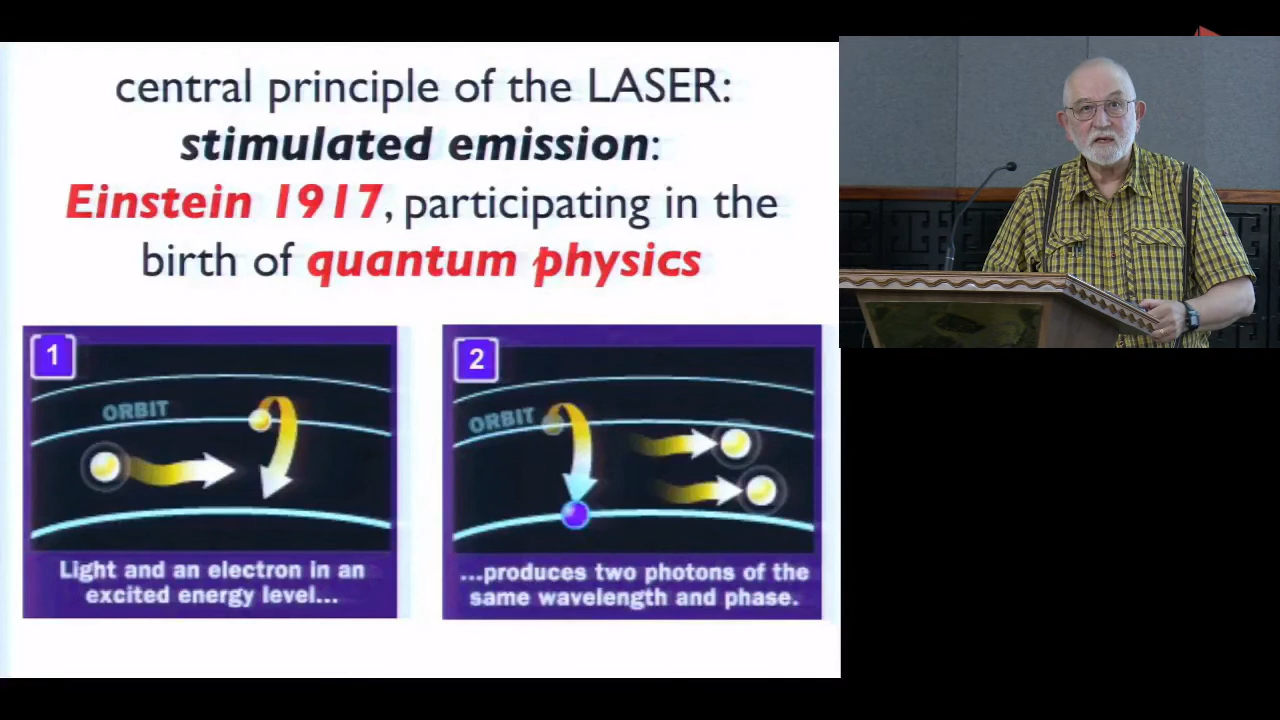 central principle of the LASER:
stimulated emission:
Einstein 1917, participating in the
birth of quantum physics
1
ORBIT
Light and an electron in an
excited energy level...
2
ORBIT
...produces two photons of the
same wavelength and phase.